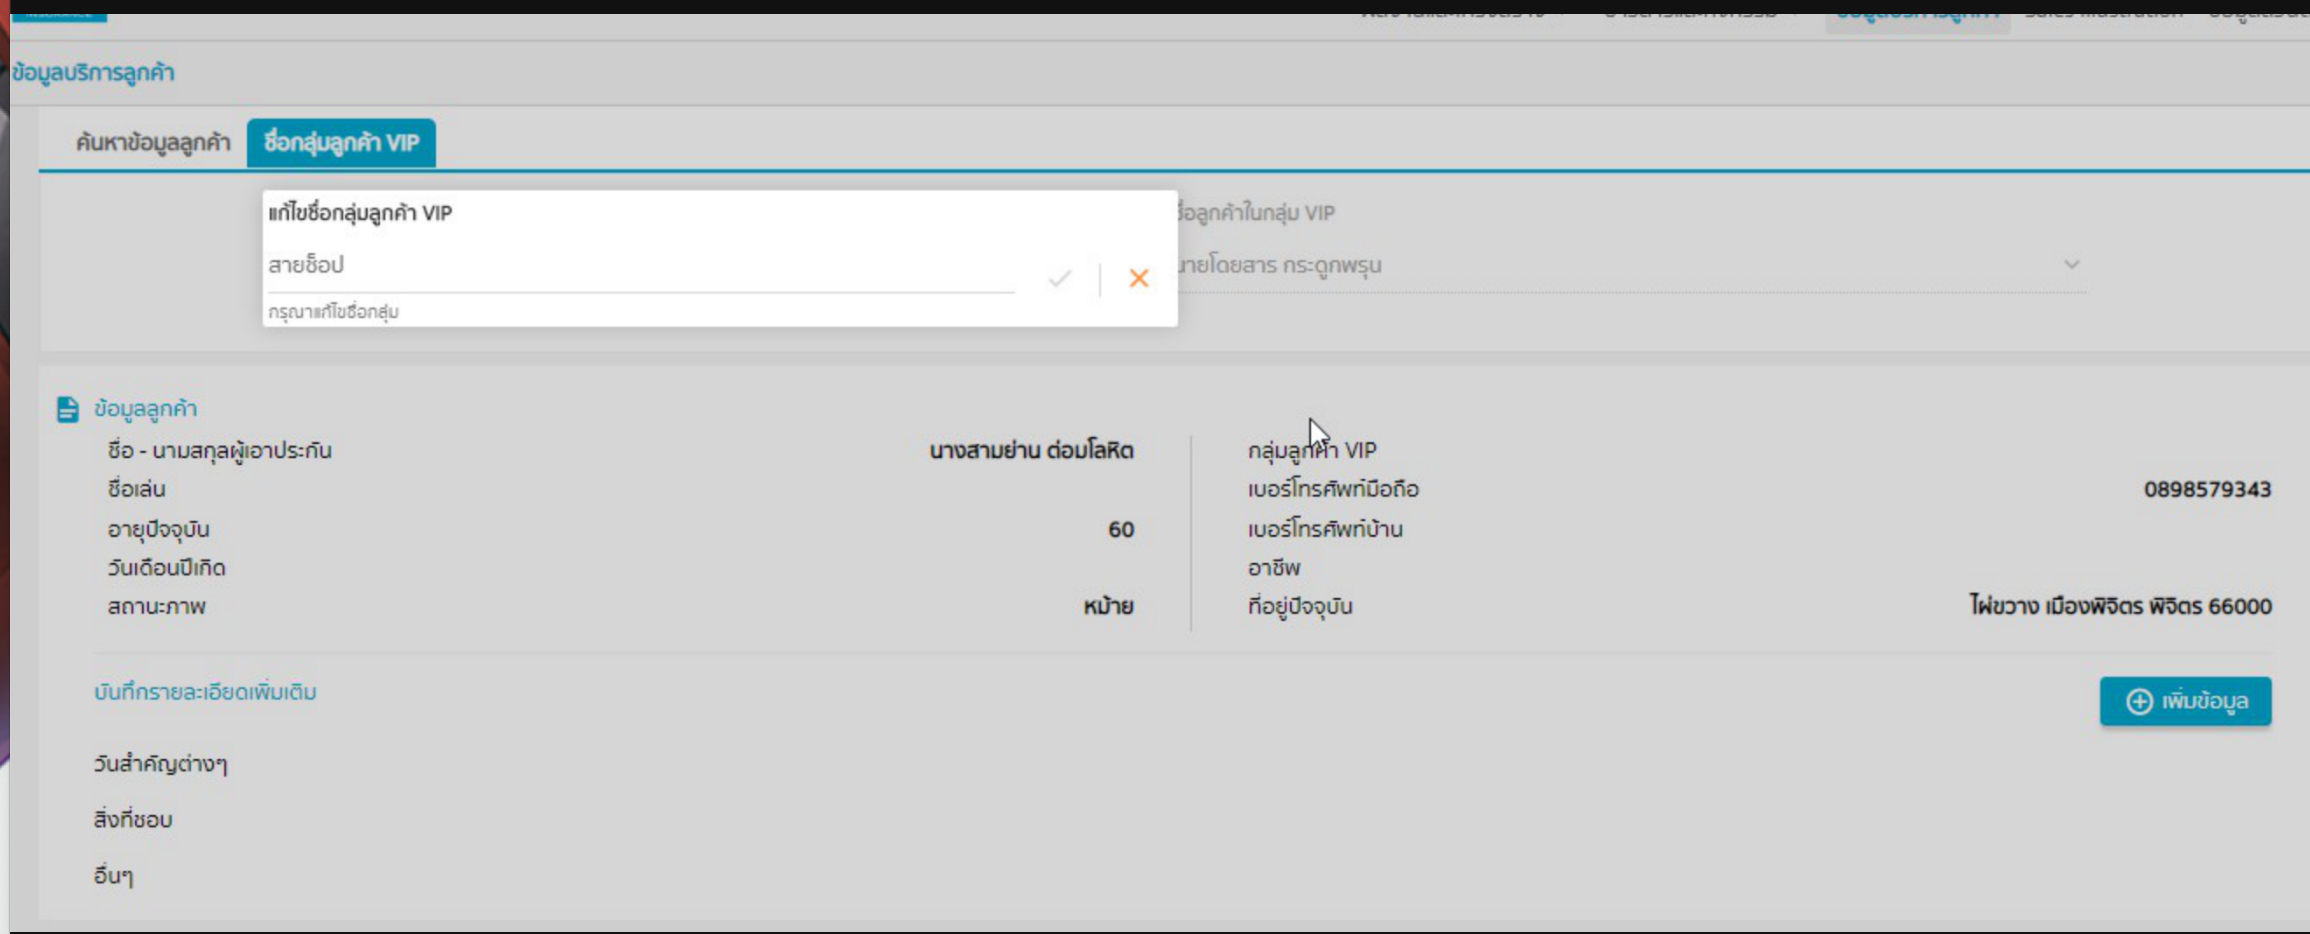 ข้อมูลบริการลูกค้า
ค้นหาข้อมูลลูกค้า ชื่อกลุ่มลูกค้า VIP
แก้ไขชื่อกลุ่มลูกค้า VIP
สายช็อป
กรุณาแก้ไขชื่อกลุ่ม
ชื่อลูกค้าในกลุ่ม VIP
นายโดยสาร กระดูกพรุน
ข้อมูลลูกค้า
ชื่อ - นามสกุลผู้เอาประกัน นางสามย่าน ต่อมโลหิต
ชื่อเล่น
อายุปัจจุบัน 60
วันเดือนปีเกิด
สถานะภาพ หม้าย
กลุ่มลูกค้า VIP
เบอร์โทรศัพท์มือถือ 0898579343
เบอร์โทรศัพท์บ้าน
อาชีพ
ที่อยู่ปัจจุบัน ไผ่ขวาง เมืองพิจิตร พิจิตร 66000
บันทึกรายละเอียดเพิ่มเติม
เพิ่มข้อมูล
วันสำคัญต่างๆ
สิ่งที่ชอบ
อื่นๆ